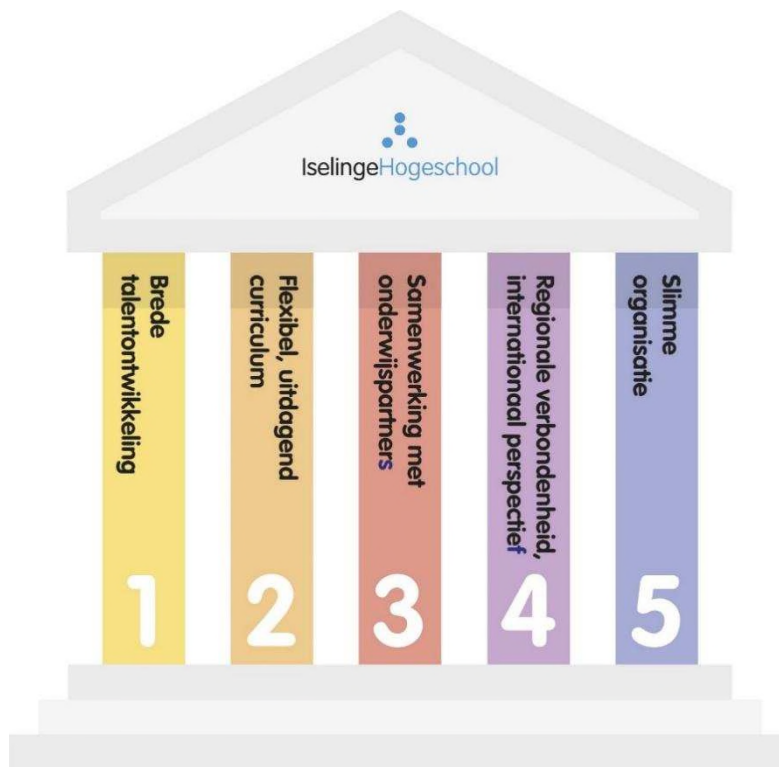 IselingeHogeschool
Brede
talentontwikkeling
1
Flexibel, uitdagend
curriculum
2
Samenwerking met
onderwijspartners
3
Regionale verbondenheid,
internationaal perspectief
4
Slimme
organisatie
5